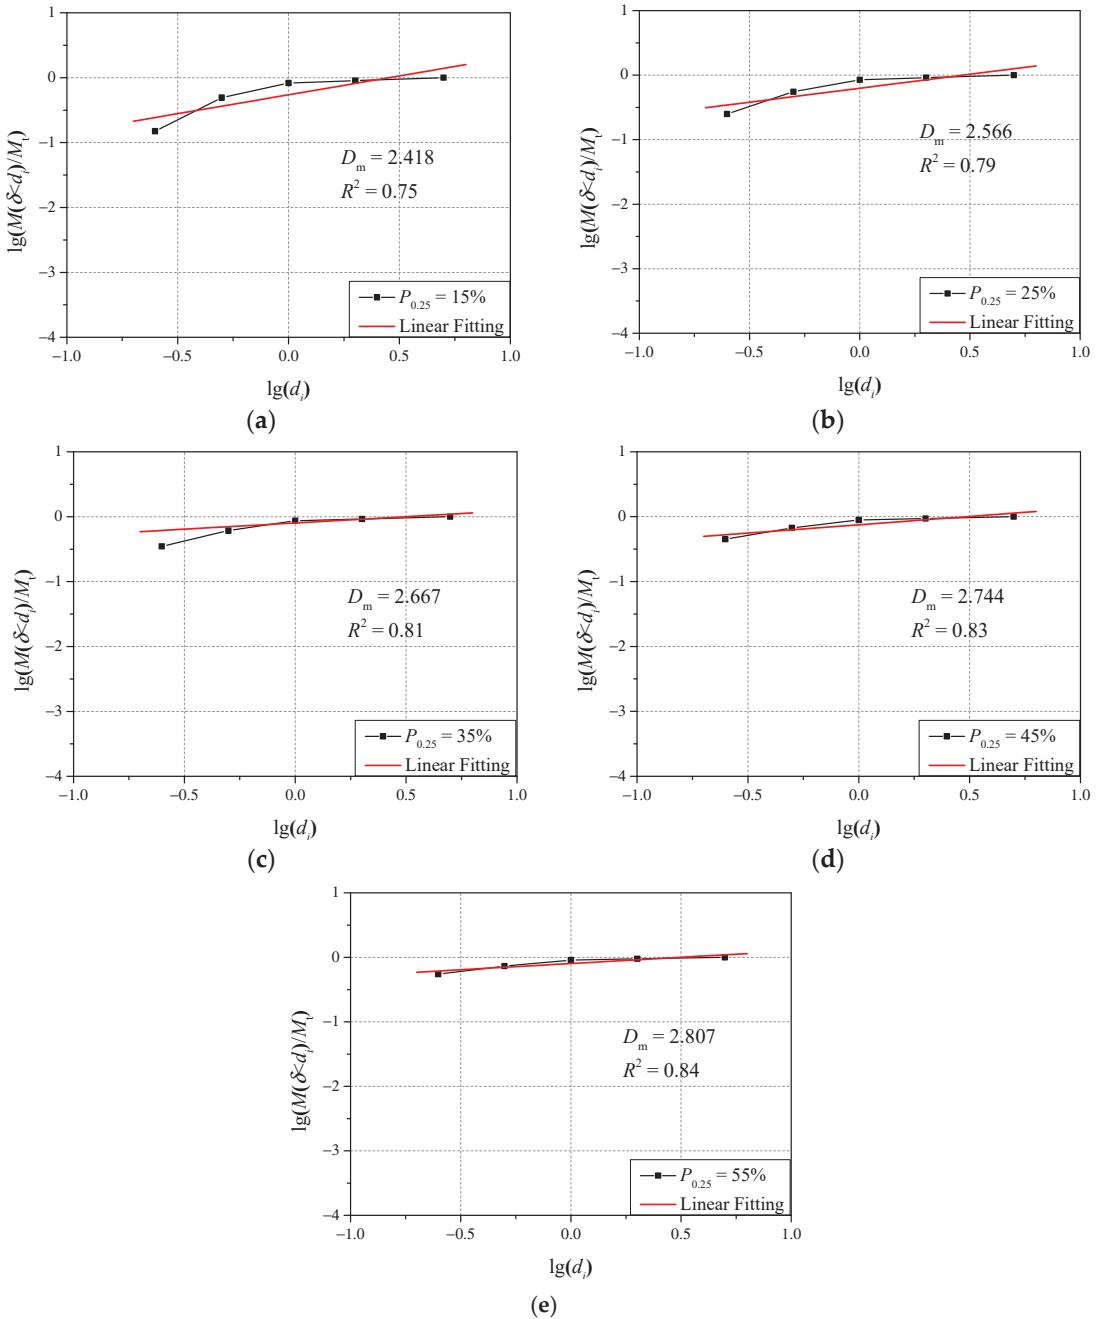 1
0
−1
−2
−3
−4
−1.0 −0.5 0.0 0.5 1.0
lg(M(δ<dᵢ)/Mₜ)
lg(dᵢ)
Dₘ = 2.418
R² = 0.75
P₀.₂₅ = 15%
Linear Fitting
(a)
1
0
−1
−2
−3
−4
−1.0 −0.5 0.0 0.5 1.0
lg(M(δ<dᵢ)/Mₜ)
lg(dᵢ)
Dₘ = 2.566
R² = 0.79
P₀.₂₅ = 25%
Linear Fitting
(b)
1
0
−1
−2
−3
−4
−1.0 −0.5 0.0 0.5 1.0
lg(M(δ<dᵢ)/Mₜ)
lg(dᵢ)
Dₘ = 2.667
R² = 0.81
P₀.₂₅ = 35%
Linear Fitting
(c)
1
0
−1
−2
−3
−4
−1.0 −0.5 0.0 0.5 1.0
lg(M(δ<dᵢ)/Mₜ)
lg(dᵢ)
Dₘ = 2.744
R² = 0.83
P₀.₂₅ = 45%
Linear Fitting
(d)
1
0
−1
−2
−3
−4
−1.0 −0.5 0.0 0.5 1.0
lg(M(δ<dᵢ)/Mₜ)
lg(dᵢ)
Dₘ = 2.807
R² = 0.84
P₀.₂₅ = 55%
Linear Fitting
(e)